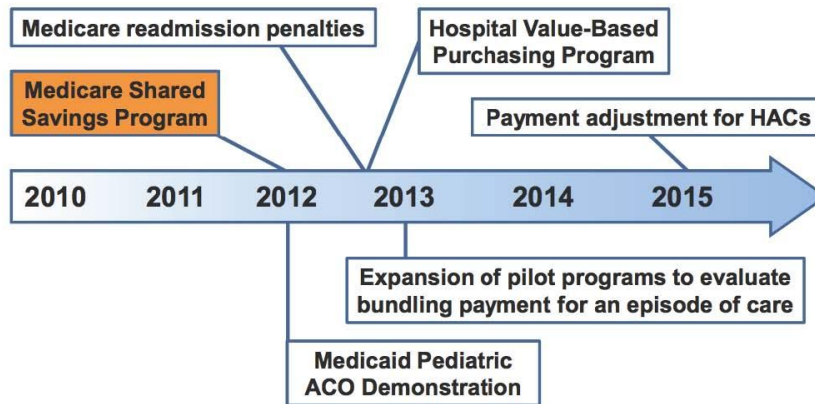 Medicare readmission penalties
Hospital Value-Based
Purchasing Program
Medicare Shared
Savings Program
Payment adjustment for HACs
2010 2011 2012 2013 2014 2015
Expansion of pilot programs to evaluate
bundling payment for an episode of care
Medicaid Pediatric
ACO Demonstration